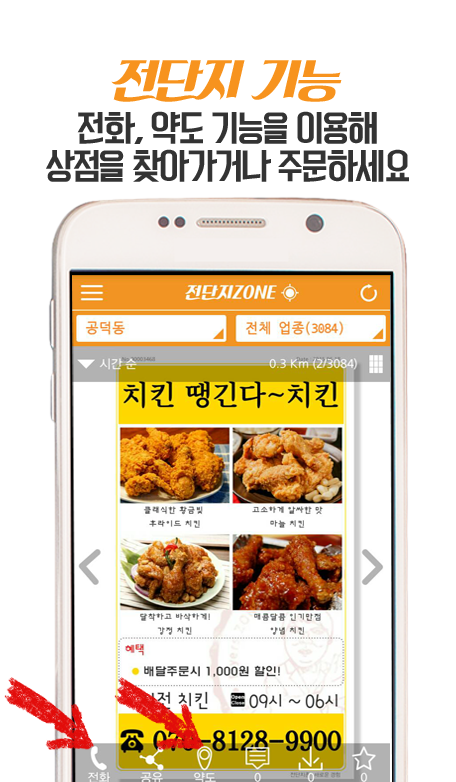 전단지 기능
전화, 약도 기능을 이용해
상점을 찾아가거나 주문하세요
전단지ZONE
공덕동
전체 업종(3084)
시간 순
0.3 Km (2/3084)
치킨 땡긴다~치킨
클래식한 황금빛
후라이드 치킨
고소하게 알싸한 맛
마늘 치킨
달작하고 바삭하게!
강정 치킨
매콤달콤 인기만점
양념 치킨
혜택
배달주문시 1,000원 할인!
치킨
Open
Close
09시 ~ 06시
-8128-9900
전화
공유
약도
0
0
0